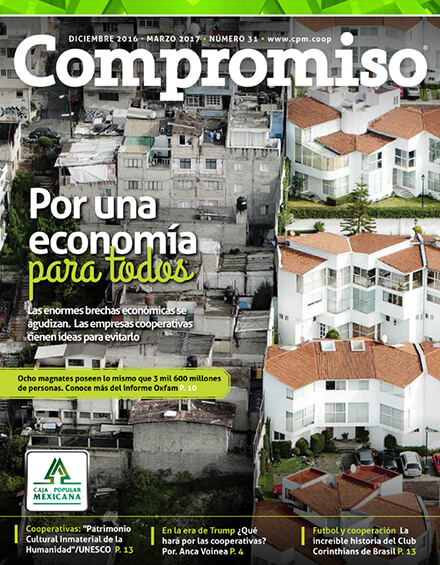 DICIEMBRE 2016 - MARZO 2017 • NÚMERO 31 • www.cpm.coop
Compromiso®
Por una
economía
para todos
Las enormes brechas económicas se
agudizan. Las empresas cooperativas
tienen ideas para evitarlo
Ocho magnates poseen lo mismo que 3 mil 600 millones
de personas. Conoce más del informe Oxfam P. 10
CAJA POPULAR
MEXICANA
Cooperativas: "Patrimonio
Cultural Inmaterial de la
Humanidad"/UNESCO P. 13
En la era de Trump ¿Qué
hará por las cooperativas?
Por. Anca Voinea P. 4
Futbol y cooperación La
increíble historia del Club
Corinthians de Brasil P. 13